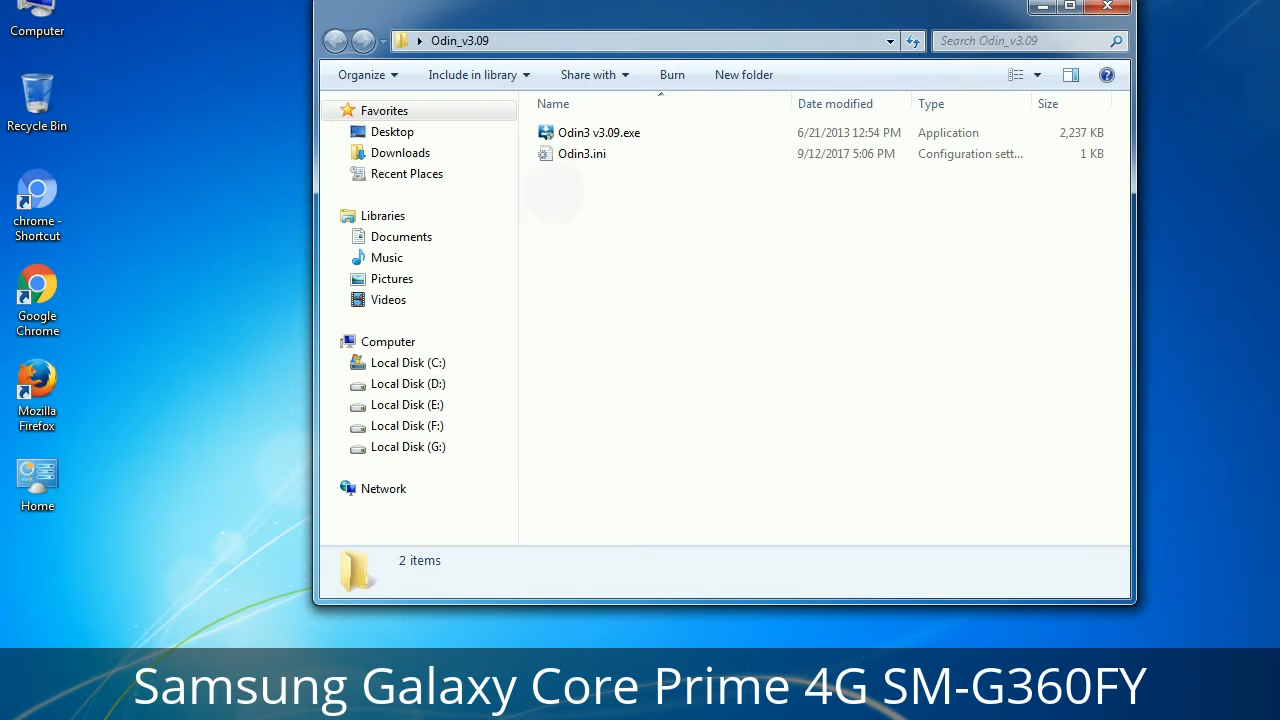 Computer
Recycle Bin
chrome -
Shortcut
Google
Chrome
Mozilla
Firefox
Home
Odin_v3.09
Search Odin_v3.09
Organize
Include in library
Share with
Burn
New folder
Favorites
Desktop
Downloads
Recent Places
Libraries
Documents
Music
Pictures
Videos
Computer
Local Disk (C:)
Local Disk (D:)
Local Disk (E:)
Local Disk (F:)
Local Disk (G:)
Network
Name Date modified Type Size
Odin3 v3.09.exe 6/21/2013 12:54 PM Application 2,237 KB
Odin3.ini 9/12/2017 5:06 PM Configuration sett... 1 KB
2 items
Samsung Galaxy Core Prime 4G SM-G360FY